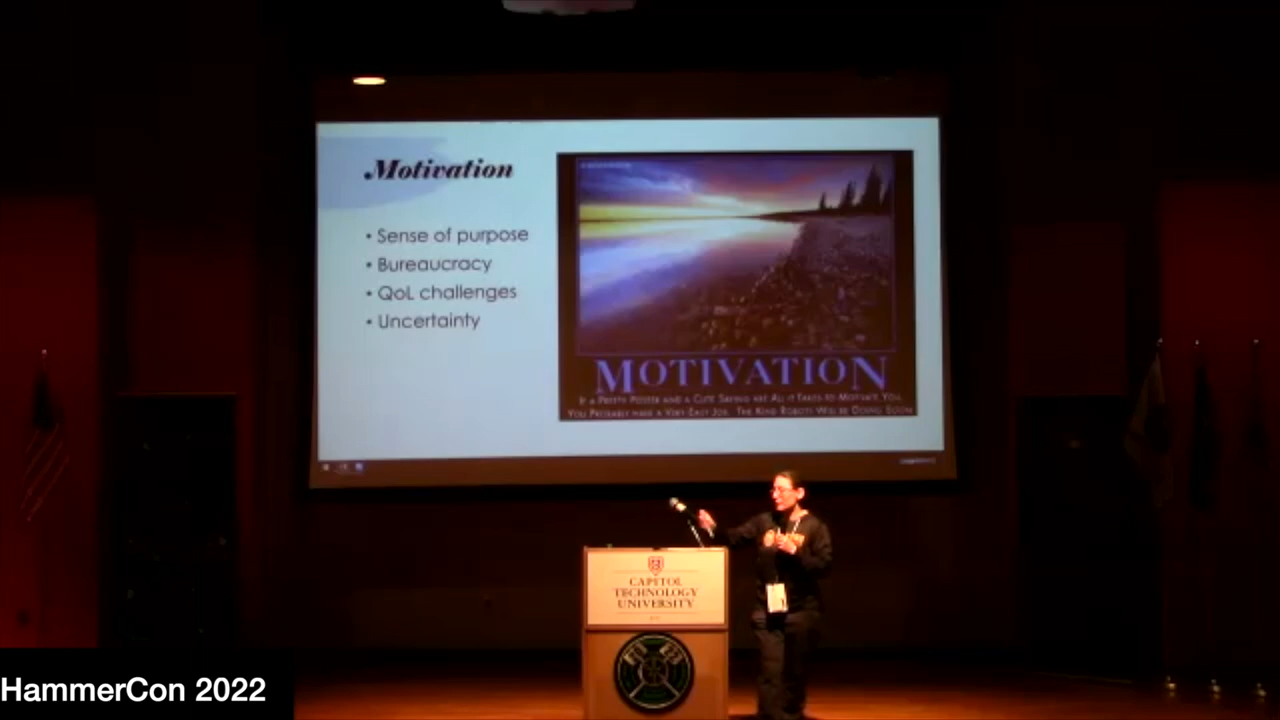 Motivation
• Sense of purpose
• Bureaucracy
• QoL challenges
• Uncertainty
MOTIVATION
IF A PRETTY POSTER AND A CUTE SAYING ARE ALL IT TAKES TO MOTIVATE YOU,
YOU PROBABLY HAVE A VERY EASY JOB. THE KIND ROBOTS WILL BE DOING SOON.
CAPITOL
TECHNOLOGY
UNIVERSITY
HammerCon 2022